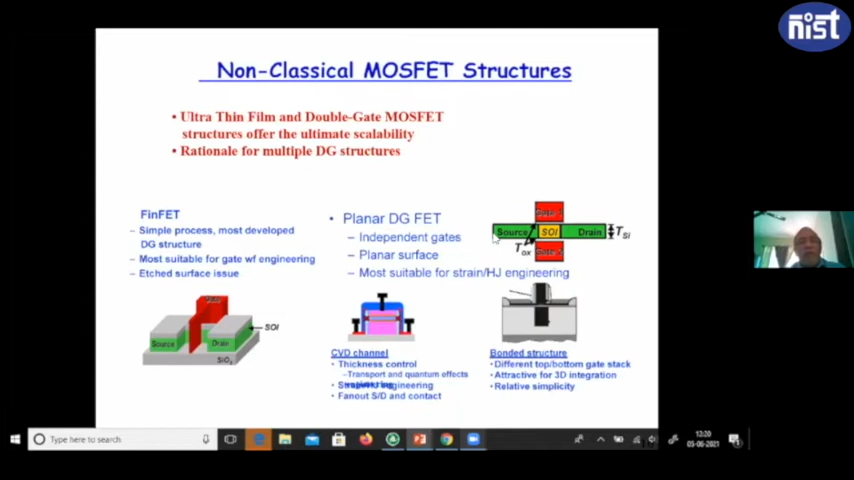 nist
Non-Classical MOSFET Structures
• Ultra Thin Film and Double-Gate MOSFET
structures offer the ultimate scalability
• Rationale for multiple DG structures
FinFET
– Simple process, most developed
DG structure
– Most suitable for gate wf engineering
– Etched surface issue
Gate
Source
Drain
SOI
SiO2
• Planar DG FET
– Independent gates
– Planar surface
– Most suitable for strain/HJ engineering
Gate 1
Source
SOI
Drain
TSi
Tox
Gate 2
CVD channel
• Thickness control
–Transport and quantum effects
engineering
• Fanout S/D and contact
Bonded structure
• Different top/bottom gate stack
• Attractive for 3D integration
• Relative simplicity
Type here to search
12:20
05-06-2021